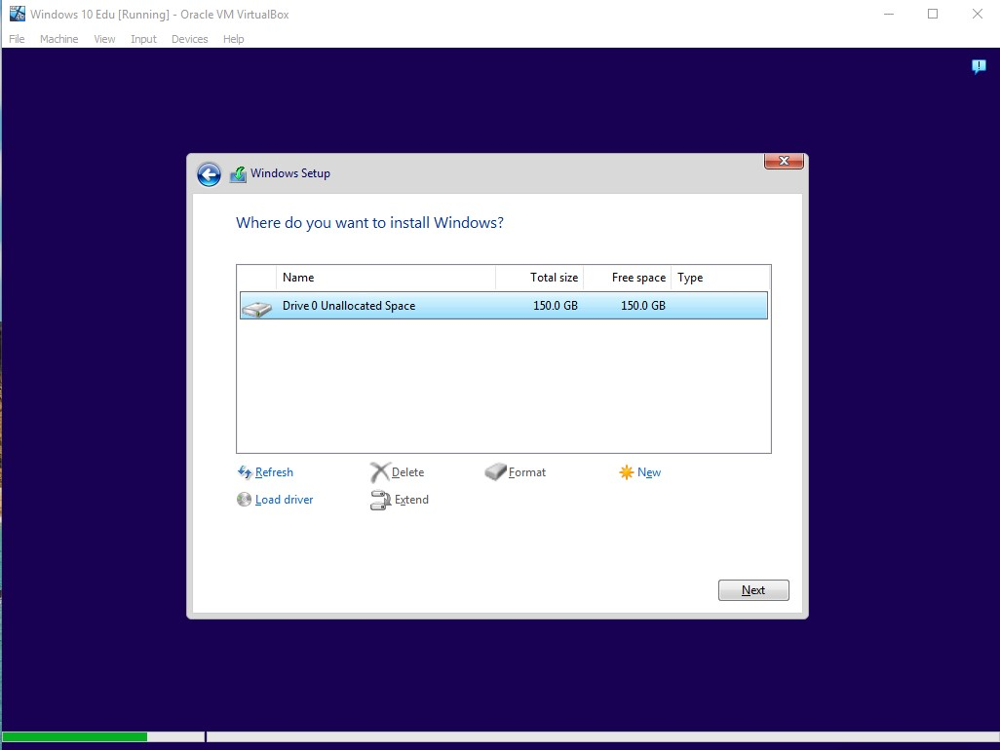 Windows 10 Edu [Running] - Oracle VM VirtualBox
File Machine View Input Devices Help
Windows Setup
Where do you want to install Windows?
Name Total size Free space Type
Drive 0 Unallocated Space 150.0 GB 150.0 GB
Refresh Delete Format New
Load driver Extend
Next